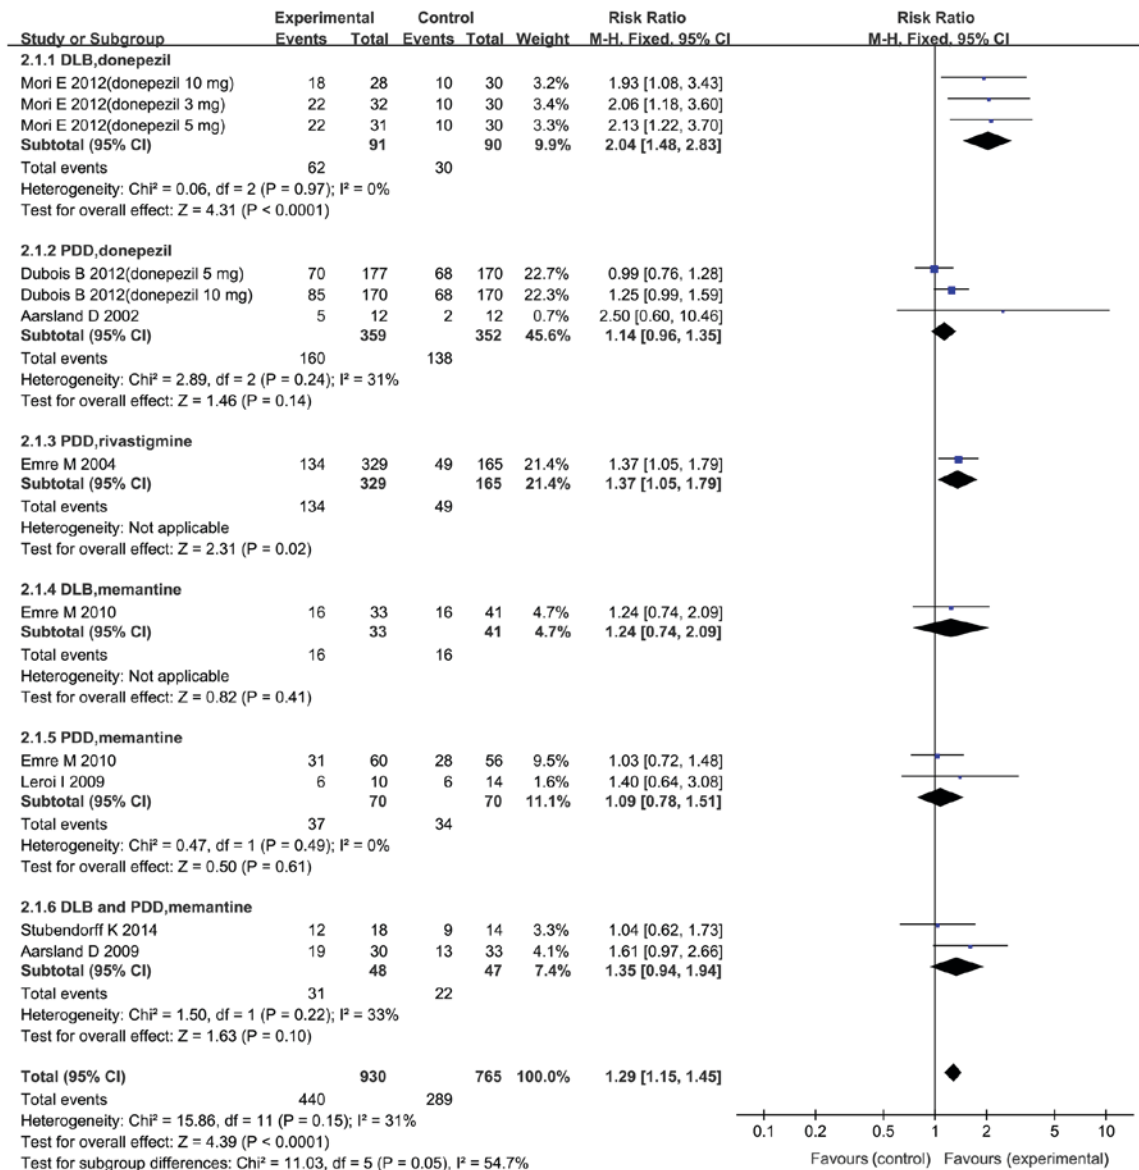 Experimental Control Risk Ratio Risk Ratio
Study or Subgroup Events Total Events Total Weight M-H, Fixed, 95% CI M-H, Fixed, 95% CI
2.1.1 DLB,donepezil
Mori E 2012(donepezil 10 mg) 18 28 10 30 3.2% 1.93 [1.08, 3.43]
Mori E 2012(donepezil 3 mg) 22 32 10 30 3.4% 2.06 [1.18, 3.60]
Mori E 2012(donepezil 5 mg) 22 31 10 30 3.3% 2.13 [1.22, 3.70]
Subtotal (95% CI) 91 90 9.9% 2.04 [1.48, 2.83]
Total events 62 30
Heterogeneity: Chi² = 0.06, df = 2 (P = 0.97); I² = 0%
Test for overall effect: Z = 4.31 (P < 0.0001)
2.1.2 PDD,donepezil
Dubois B 2012(donepezil 5 mg) 70 177 68 170 22.7% 0.99 [0.76, 1.28]
Dubois B 2012(donepezil 10 mg) 85 170 68 170 22.3% 1.25 [0.99, 1.59]
Aarsland D 2002 5 12 2 12 0.7% 2.50 [0.60, 10.46]
Subtotal (95% CI) 359 352 45.6% 1.14 [0.96, 1.35]
Total events 160 138
Heterogeneity: Chi² = 2.89, df = 2 (P = 0.24); I² = 31%
Test for overall effect: Z = 1.46 (P = 0.14)
2.1.3 PDD,rivastigmine
Emre M 2004 134 329 49 165 21.4% 1.37 [1.05, 1.79]
Subtotal (95% CI) 329 165 21.4% 1.37 [1.05, 1.79]
Total events 134 49
Heterogeneity: Not applicable
Test for overall effect: Z = 2.31 (P = 0.02)
2.1.4 DLB,memantine
Emre M 2010 16 33 16 41 4.7% 1.24 [0.74, 2.09]
Subtotal (95% CI) 33 41 4.7% 1.24 [0.74, 2.09]
Total events 16 16
Heterogeneity: Not applicable
Test for overall effect: Z = 0.82 (P = 0.41)
2.1.5 PDD,memantine
Emre M 2010 31 60 28 56 9.5% 1.03 [0.72, 1.48]
Leroi I 2009 6 10 6 14 1.6% 1.40 [0.64, 3.08]
Subtotal (95% CI) 70 70 11.1% 1.09 [0.78, 1.51]
Total events 37 34
Heterogeneity: Chi² = 0.47, df = 1 (P = 0.49); I² = 0%
Test for overall effect: Z = 0.50 (P = 0.61)
2.1.6 DLB and PDD,memantine
Stubendorff K 2014 12 18 9 14 3.3% 1.04 [0.62, 1.73]
Aarsland D 2009 19 30 13 33 4.1% 1.61 [0.97, 2.66]
Subtotal (95% CI) 48 47 7.4% 1.35 [0.94, 1.94]
Total events 31 22
Heterogeneity: Chi² = 1.50, df = 1 (P = 0.22); I² = 33%
Test for overall effect: Z = 1.63 (P = 0.10)
Total (95% CI) 930 765 100.0% 1.29 [1.15, 1.45]
Total events 440 289
Heterogeneity: Chi² = 15.86, df = 11 (P = 0.15); I² = 31%
Test for overall effect: Z = 4.39 (P < 0.0001)
Test for subgroup differences: Chi² = 11.03, df = 5 (P = 0.05), I² = 54.7%
0.1 0.2 0.5 1 2 5 10
Favours (control) Favours (experimental)